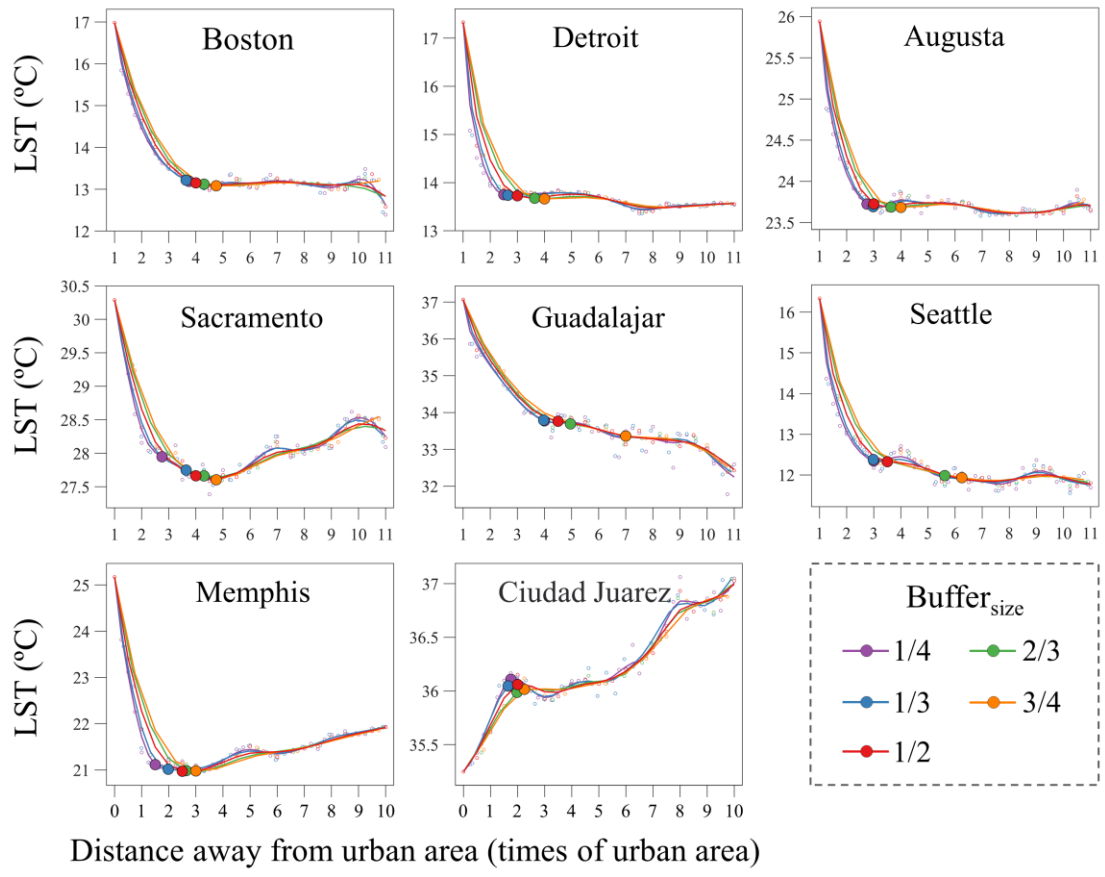 Boston
17
16
15
14
13
12
1 2 3 4 5 6 7 8 9 10 11
Detroit
17
16
15
14
13
1 2 3 4 5 6 7 8 9 10 11
Augusta
26
25.5
25
24.5
24
23.5
1 2 3 4 5 6 7 8 9 10 11
LST (ºC)
Sacramento
30.5
30
29.5
29
28.5
28
27.5
1 2 3 4 5 6 7 8 9 10 11
Guadalajar
37
36
35
34
33
32
1 2 3 4 5 6 7 8 9 10 11
Seattle
16
15
14
13
12
1 2 3 4 5 6 7 8 9 10 11
LST (ºC)
Memphis
25
24
23
22
21
0 1 2 3 4 5 6 7 8 9 10
Ciudad Juarez
37
36.5
36
35.5
0 1 2 3 4 5 6 7 8 9 10
LST (ºC)
Buffersize
1/4 2/3
1/3 3/4
1/2
Distance away from urban area (times of urban area)